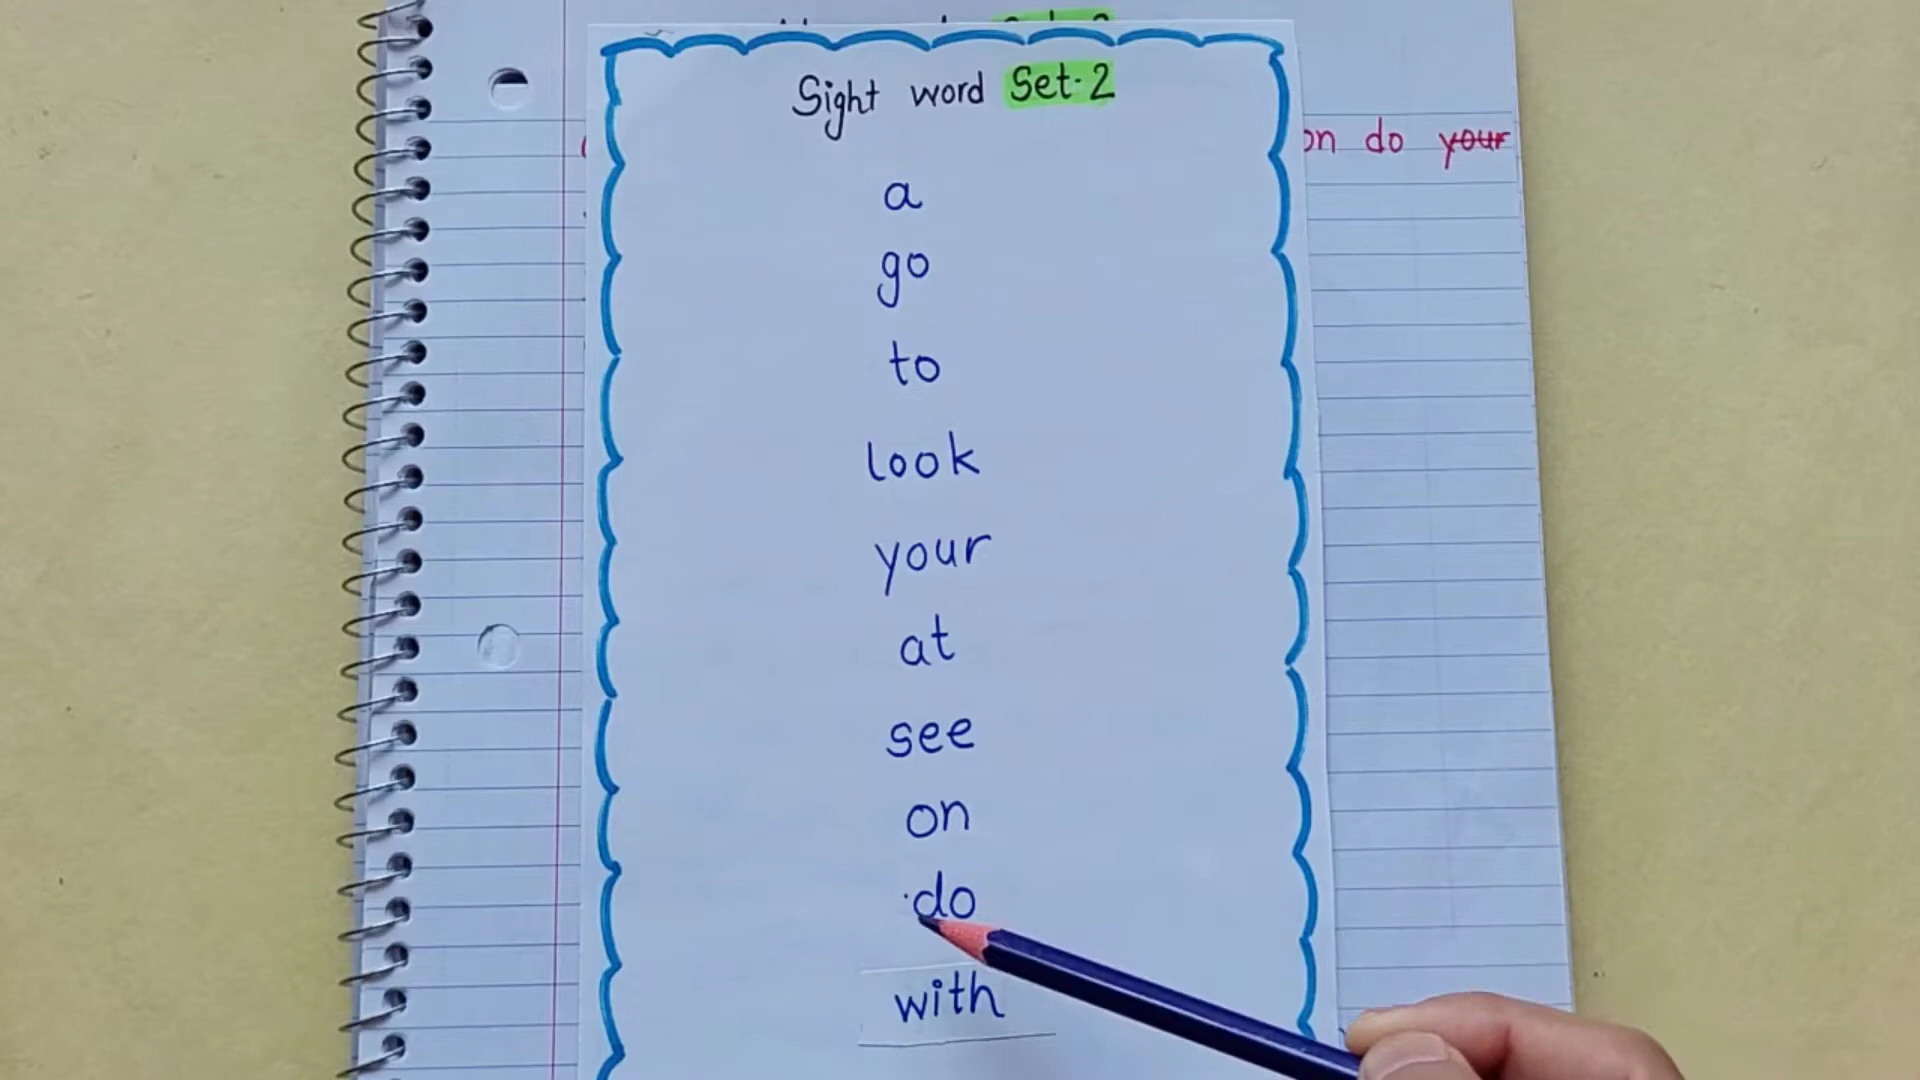 Sight word Set-2
on do your
a
go
to
look
your
at
see
on
do
with